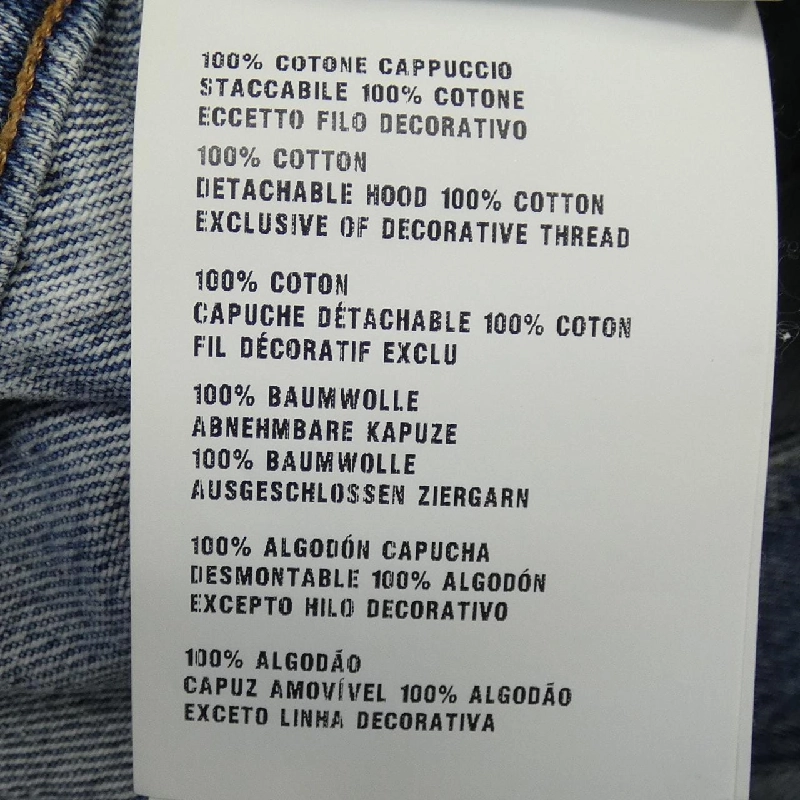 100% COTONE CAPPUCCIO
STACCABILE 100% COTONE
ECCETTO FILO DECORATIVO
100% COTTON
DETACHABLE HOOD 100% COTTON
EXCLUSIVE OF DECORATIVE THREAD
100% COTON
CAPUCHE DÉTACHABLE 100% COTON
FIL DÉCORATIF EXCLU
100% BAUMWOLLE
ABNEHMBARE KAPUZE
100% BAUMWOLLE
AUSGESCHLOSSEN ZIERGARN
100% ALGODÓN CAPUCHA
DESMONTABLE 100% ALGODÓN
EXCEPTO HILO DECORATIVO
100% ALGODÃO
CAPUZ AMOVÍVEL 100% ALGODÃO
EXCETO LINHA DECORATIVA